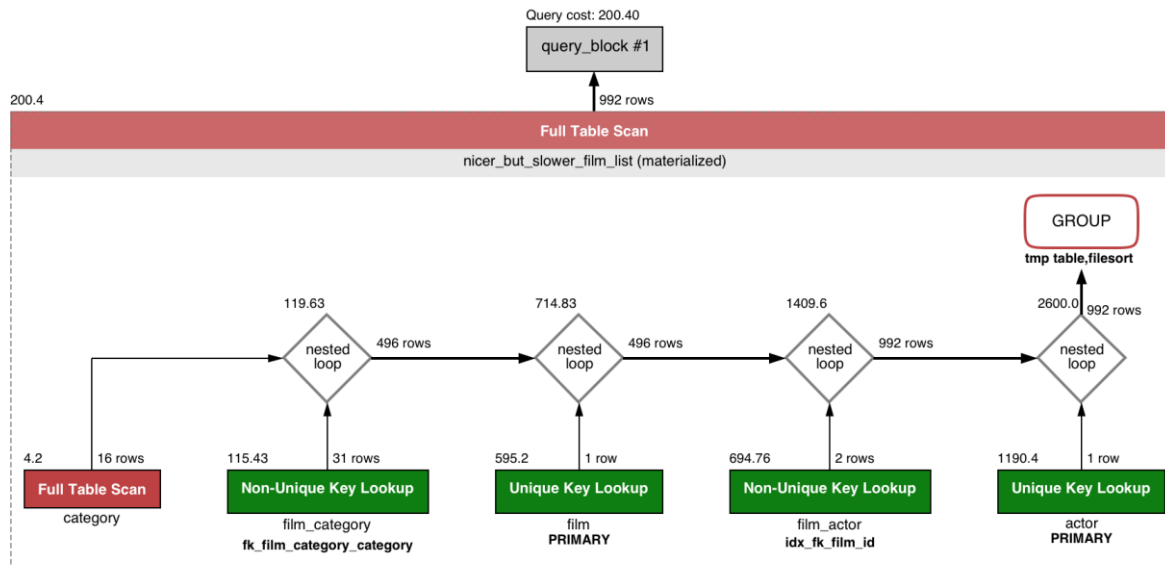 Query cost: 200.40
query_block #1
200.4
992 rows
Full Table Scan
nicer_but_slower_film_list (materialized)
GROUP
tmp table,filesort
119.63
714.83
1409.6
2600.0
992 rows
nested
loop
496 rows
nested
loop
496 rows
nested
loop
992 rows
nested
loop
4.2
16 rows
115.43
31 rows
595.2
1 row
694.76
2 rows
1190.4
1 row
Full Table Scan
Non-Unique Key Lookup
Unique Key Lookup
Non-Unique Key Lookup
Unique Key Lookup
category
film_category
film
film_actor
actor
fk_film_category_category
PRIMARY
idx_fk_film_id
PRIMARY